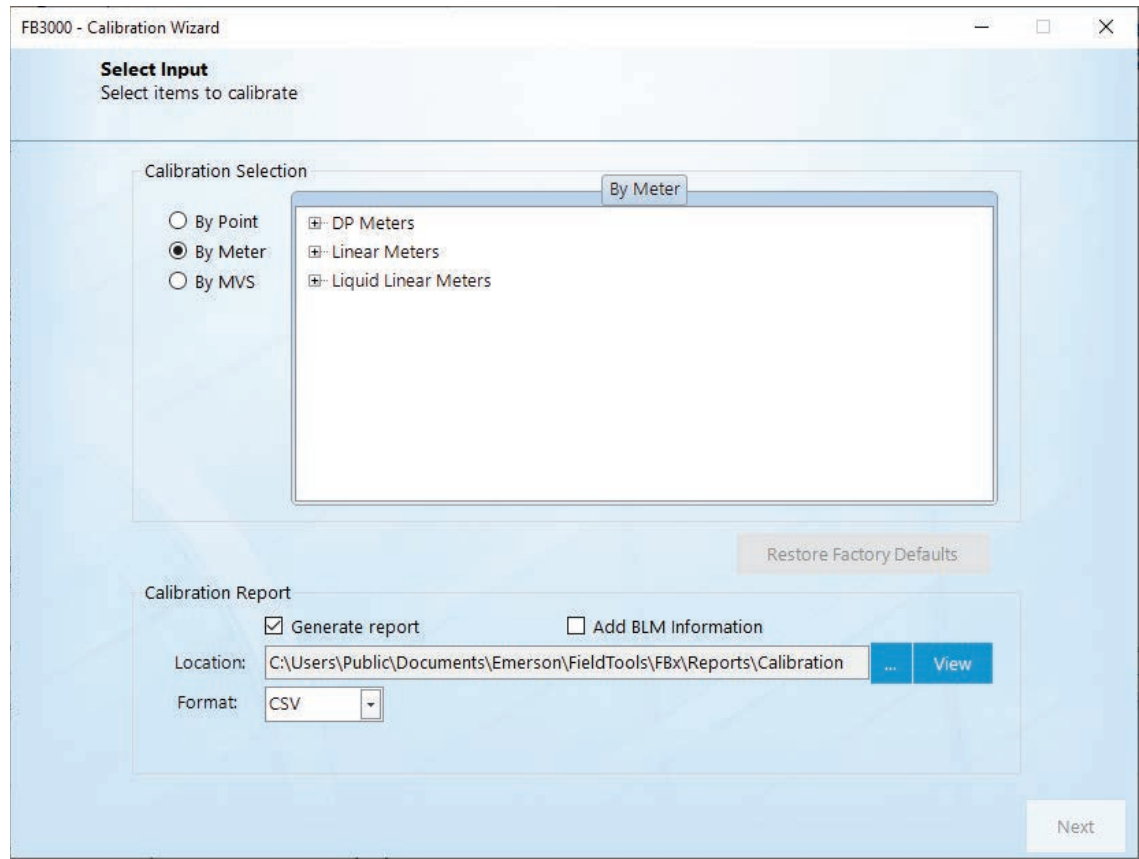 FB3000 - Calibration Wizard
Select Input
Select items to calibrate
Calibration Selection
By Meter
By Point
By Meter
By MVS
DP Meters
Linear Meters
Liquid Linear Meters
Restore Factory Defaults
Calibration Report
Generate report Add BLM Information
Location: C:\Users\Public\Documents\Emerson\FieldTools\FBx\Reports\Calibration ... View
Format: CSV
Next